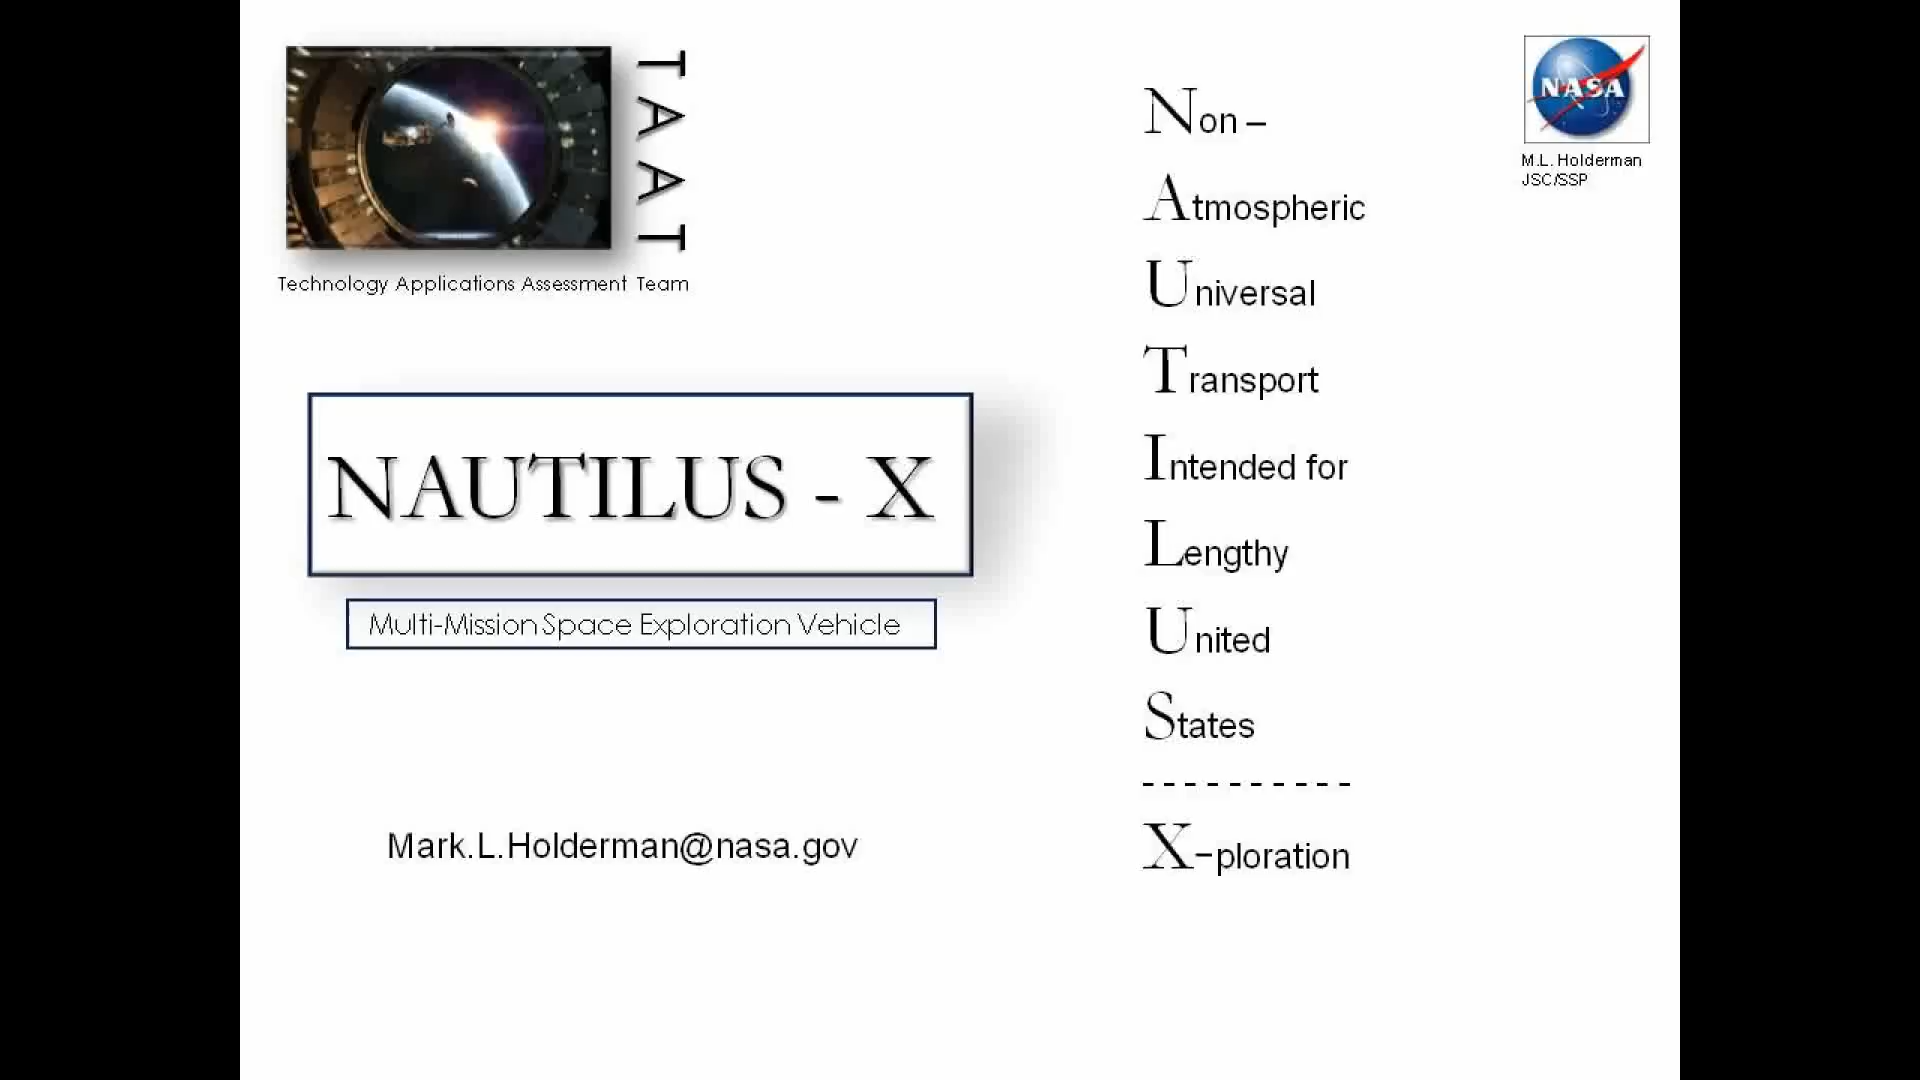 TAAT
Technology Applications Assessment Team
NAUTILUS - X
Multi-Mission Space Exploration Vehicle
Mark.L.Holderman@nasa.gov
Non –
Atmospheric
Universal
Transport
Intended for
Lengthy
United
States
- - - - - - - - - -
X-ploration
NASA
M.L. Holderman
JSC/SSP